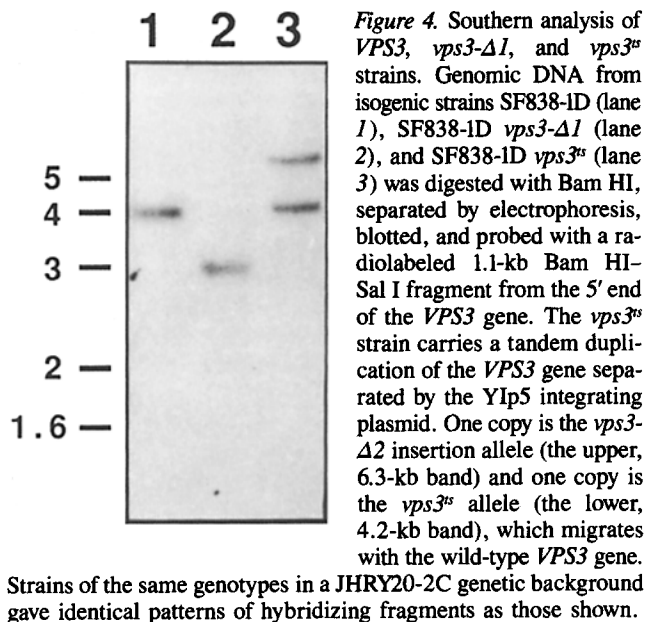 1 2 3
5
4
3
2
1.6
Figure 4. Southern analysis of
VPS3, vps3-Δ1, and vps3ts
strains. Genomic DNA from
isogenic strains SF838-1D (lane
1), SF838-1D vps3-Δ1 (lane
2), and SF838-1D vps3ts (lane
3) was digested with Bam HI,
separated by electrophoresis,
blotted, and probed with a ra-
diolabeled 1.1-kb Bam HI–
Sal I fragment from the 5′ end
of the VPS3 gene. The vps3ts
strain carries a tandem dupli-
cation of the VPS3 gene sepa-
rated by the YIp5 integrating
plasmid. One copy is the vps3-
Δ2 insertion allele (the upper,
6.3-kb band) and one copy is
the vps3ts allele (the lower,
4.2-kb band), which migrates
with the wild-type VPS3 gene.
Strains of the same genotypes in a JHRY20-2C genetic background
gave identical patterns of hybridizing fragments as those shown.